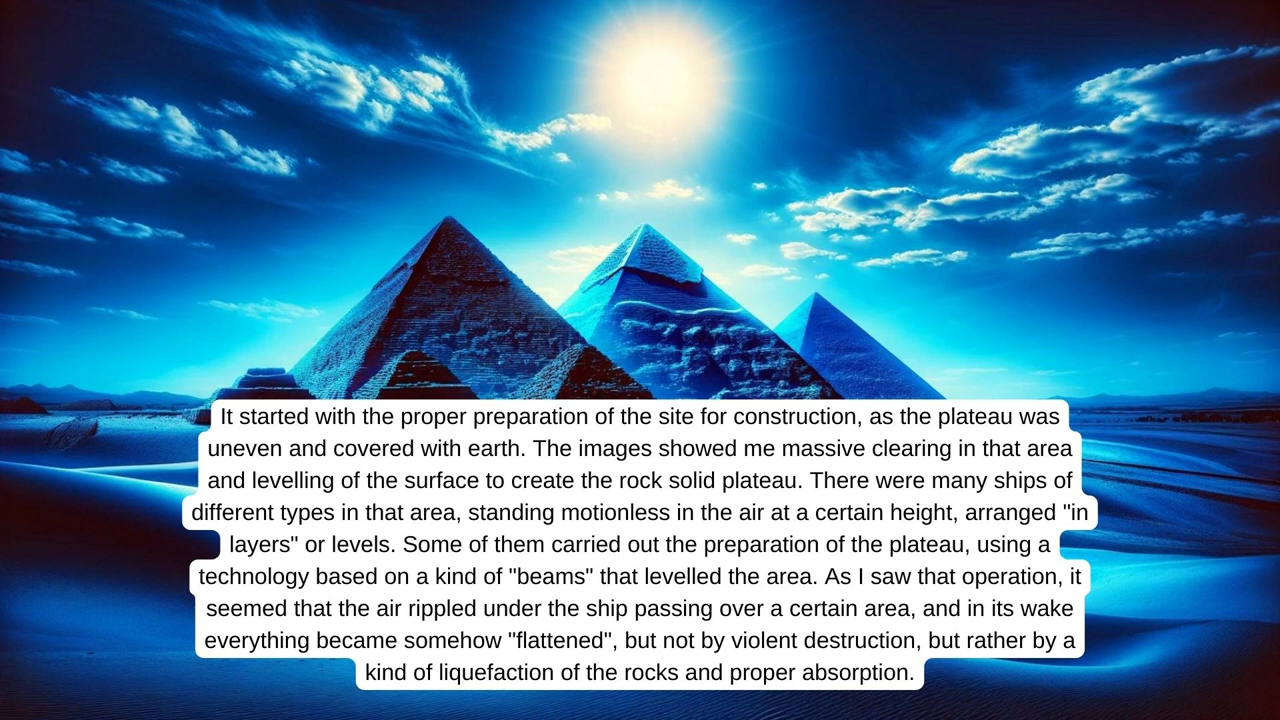 It started with the proper preparation of the site for construction, as the plateau was
uneven and covered with earth. The images showed me massive clearing in that area
and levelling of the surface to create the rock solid plateau. There were many ships of
different types in that area, standing motionless in the air at a certain height, arranged "in
layers" or levels. Some of them carried out the preparation of the plateau, using a
technology based on a kind of "beams" that levelled the area. As I saw that operation, it
seemed that the air rippled under the ship passing over a certain area, and in its wake
everything became somehow "flattened", but not by violent destruction, but rather by a
kind of liquefaction of the rocks and proper absorption.